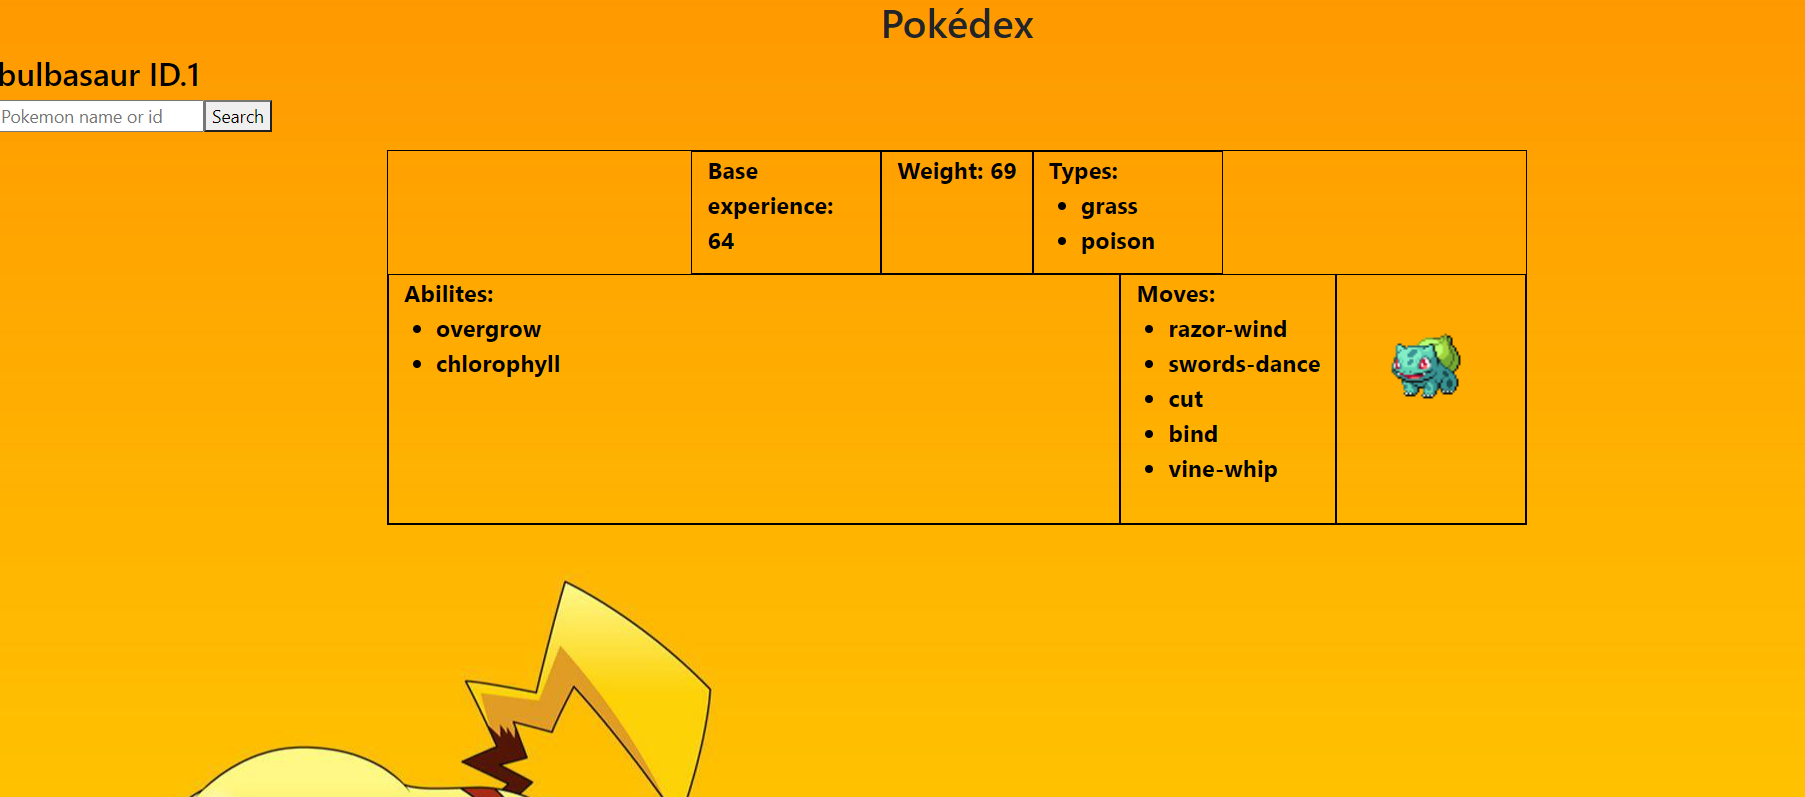 Pokédex
bulbasaur ID.1
Pokemon name or id Search
Base
experience:
64
Weight: 69
Types:
grass
poison
Abilites:
overgrow
chlorophyll
Moves:
razor-wind
swords-dance
cut
bind
vine-whip